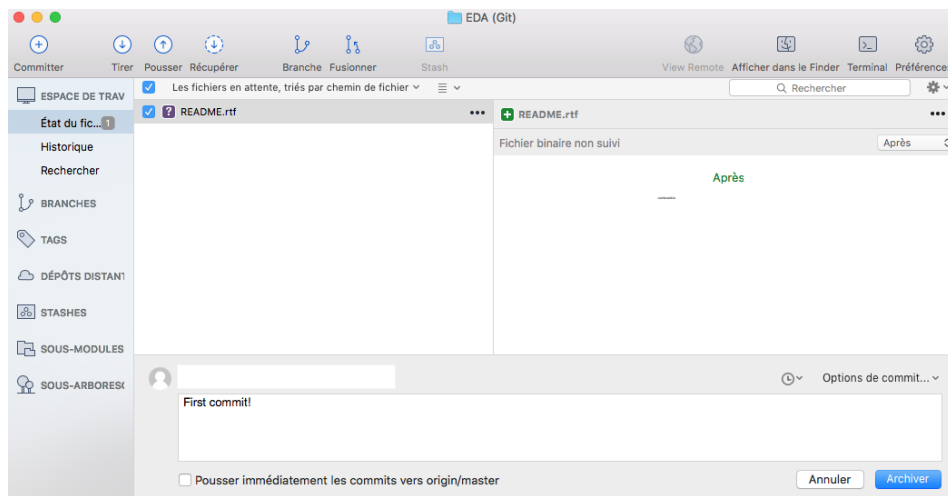 EDA (Git)
Committer Tirer Pousser Récupérer Branche Fusionner Stash View Remote Afficher dans le Finder Terminal Préférence
ESPACE DE TRAV
État du fic... 1
Historique
Rechercher
BRANCHES
TAGS
DÉPÔTS DISTANT
STASHES
SOUS-MODULES
SOUS-ARBORESC
Les fichiers en attente, triés par chemin de fichier
Rechercher
README.rtf
README.rtf
Fichier binaire non suivi Après
Après
Options de commit...
First commit!
Pousser immédiatement les commits vers origin/master
Annuler Archiver